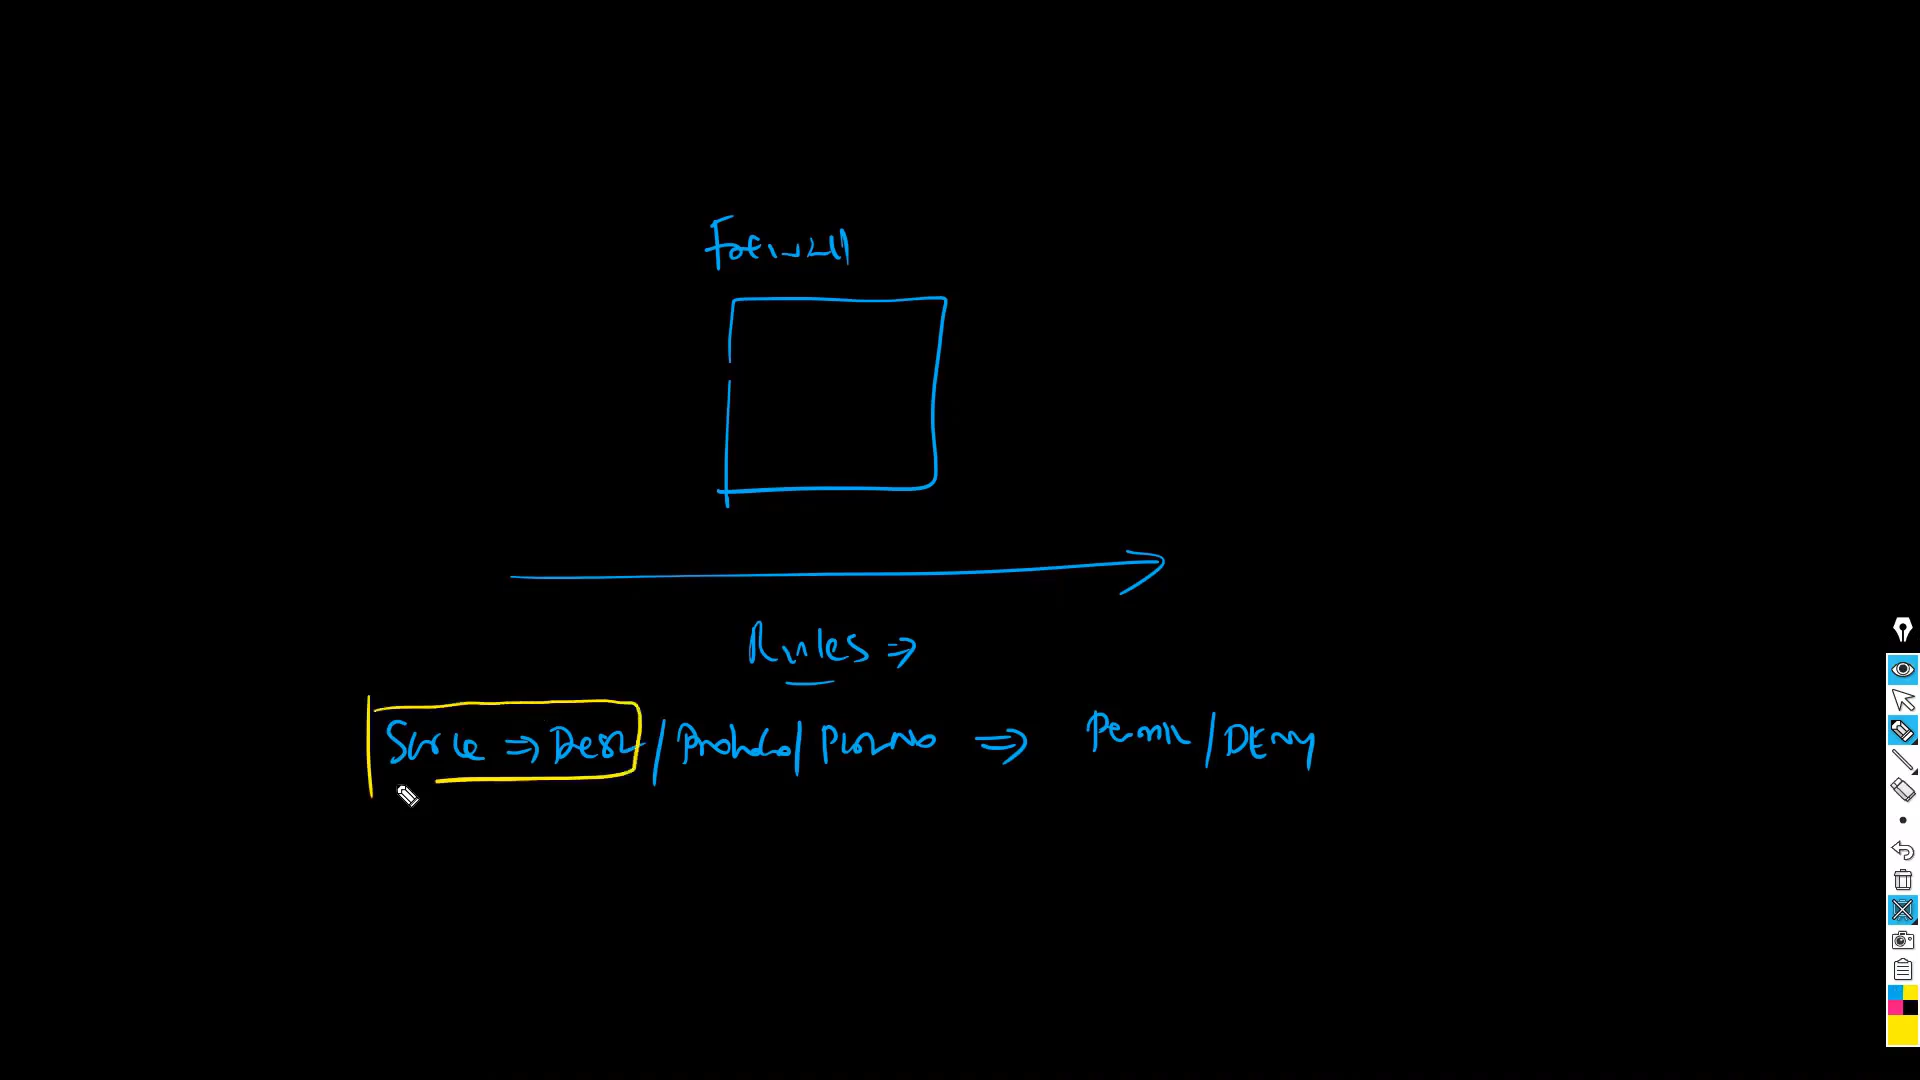 Firewall
Rules ⇒
Source ⇒ Dest / Protocol / Port No ⇒ Permit / DENY